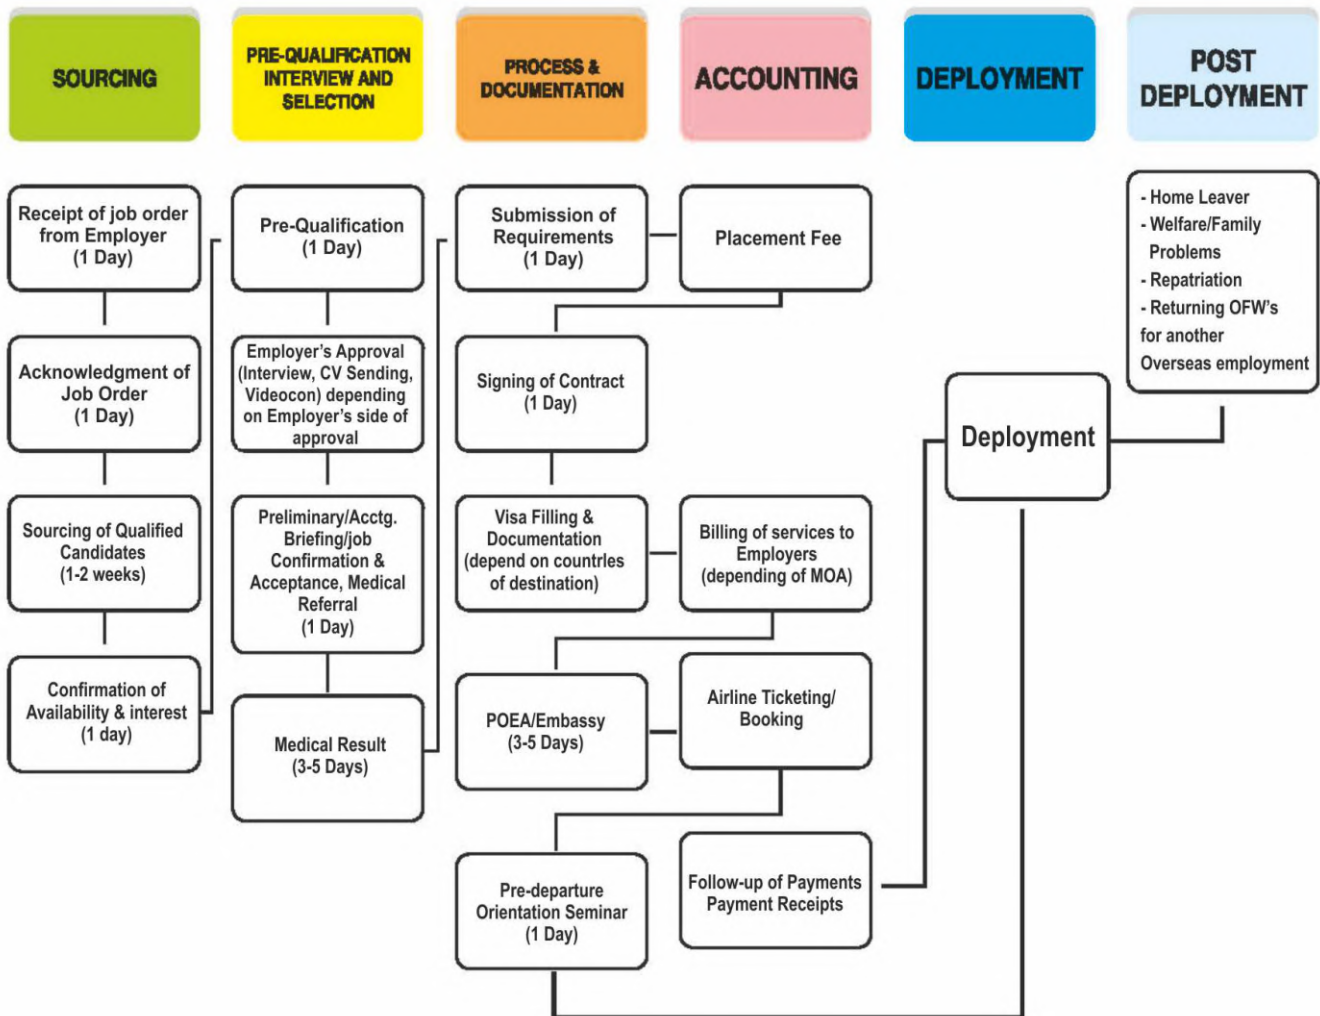 SOURCING
PRE-QUALIFICATION
INTERVIEW AND
SELECTION
PROCESS &
DOCUMENTATION
ACCOUNTING
DEPLOYMENT
POST
DEPLOYMENT
Receipt of job order
from Employer
(1 Day)
Acknowledgment of
Job Order
(1 Day)
Sourcing of Qualified
Candidates
(1-2 weeks)
Confirmation of
Availability & interest
(1 day)
Pre-Qualification
(1 Day)
Employer's Approval
(Interview, CV Sending,
Videocon) depending
on Employer's side of
approval
Preliminary/Acctg.
Briefing/job
Confirmation &
Acceptance, Medical
Referral
(1 Day)
Medical Result
(3-5 Days)
Submission of
Requirements
(1 Day)
Placement Fee
Signing of Contract
(1 Day)
Visa Filling &
Documentation
(depend on countrles
of destination)
Billing of services to
Employers
(depending of MOA)
POEA/Embassy
(3-5 Days)
Airline Ticketing/
Booking
Pre-departure
Orientation Seminar
(1 Day)
Follow-up of Payments
Payment Receipts
Deployment
- Home Leaver
- Welfare/Family
Problems
- Repatriation
- Returning OFW's
for another
Overseas employment